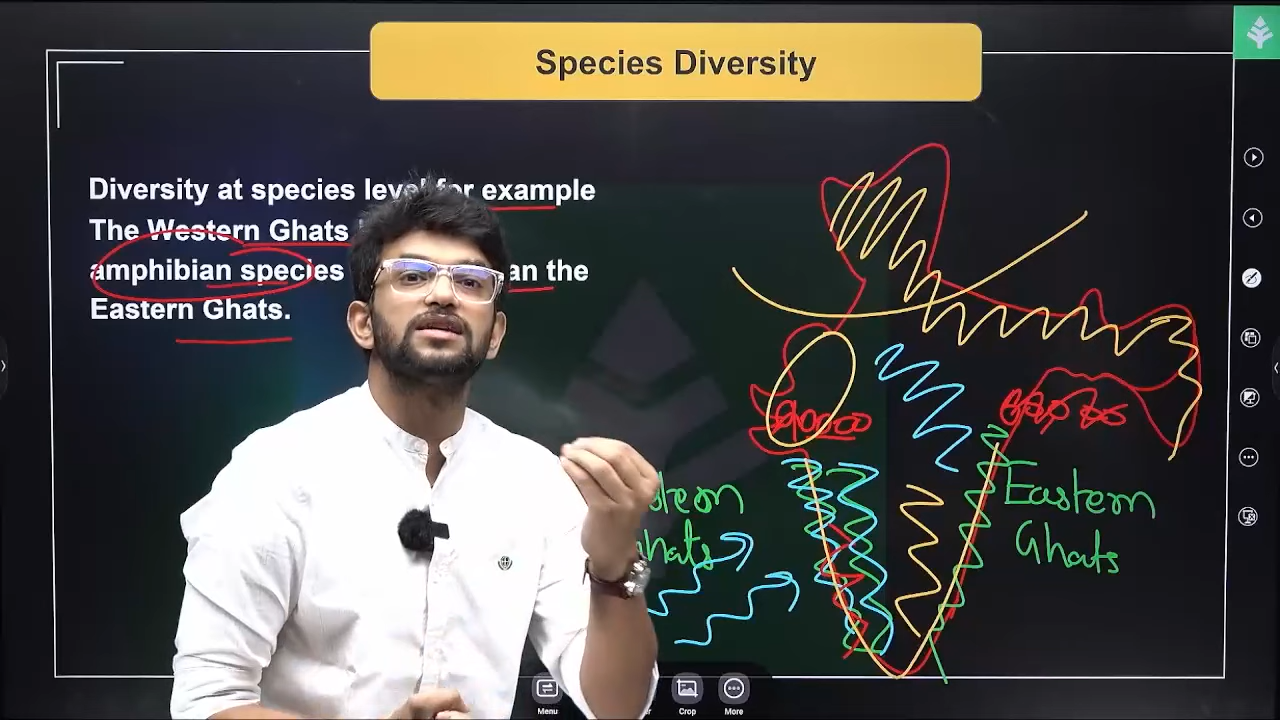 Species Diversity
Diversity at species level for example
The Western Ghats
amphibian species an the
Eastern Ghats.
Eastern
Ghats
Menu
Crop
More